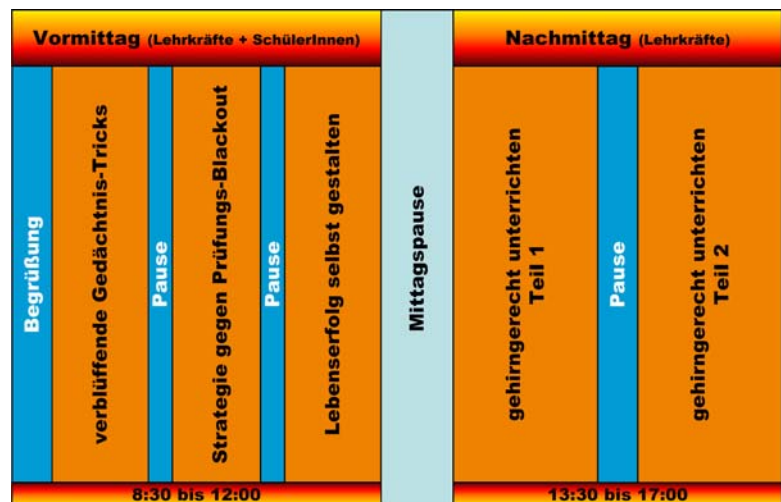 Vormittag (Lehrkräfte + SchülerInnen)
Begrüßung
verblüffende Gedächtnis-Tricks
Pause
Strategie gegen Prüfungs-Blackout
Pause
Lebenserfolg selbst gestalten
8:30 bis 12:00
Mittagspause
Nachmittag (Lehrkräfte)
gehirngerecht unterrichten
Teil 1
Pause
gehirngerecht unterrichten
Teil 2
13:30 bis 17:00